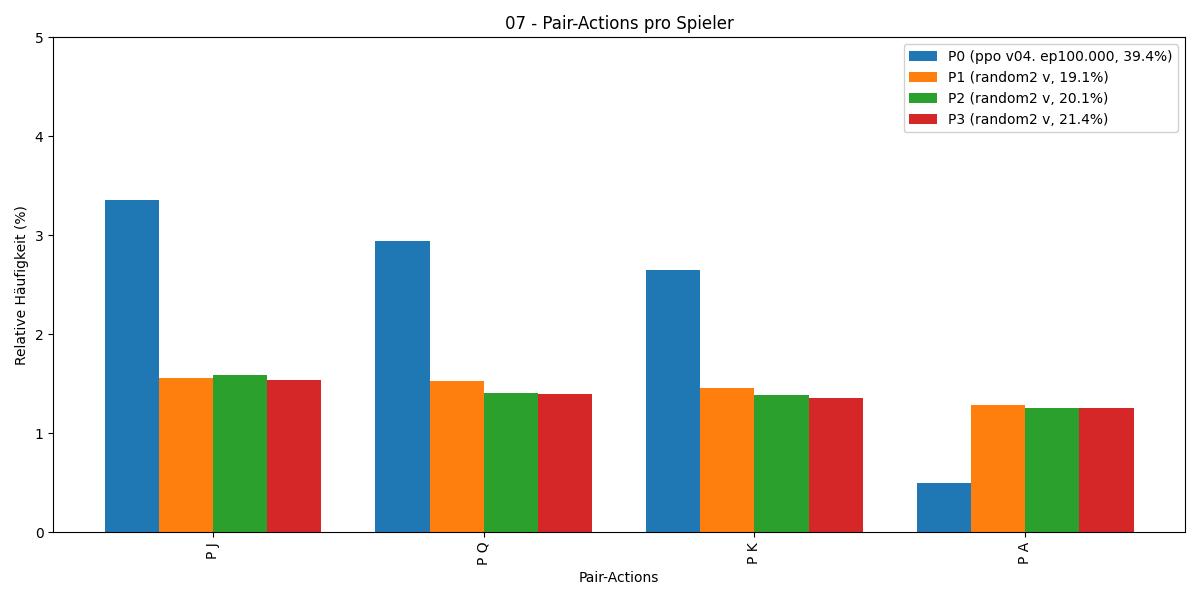 07 - Pair-Actions pro Spieler
P0 (ppo v04. ep100.000, 39.4%)
P1 (random2 v, 19.1%)
P2 (random2 v, 20.1%)
P3 (random2 v, 21.4%)
Relative Häufigkeit (%)
5
4
3
2
1
0
P J
P Q
P K
P A
Pair-Actions